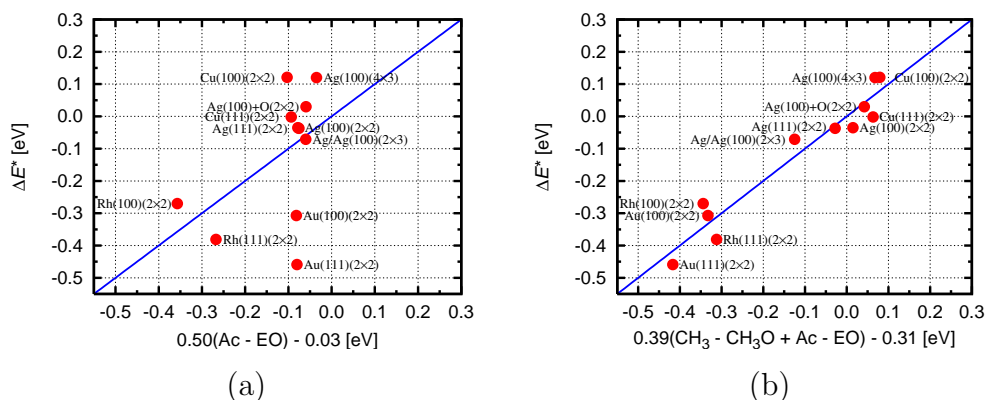 0.3
0.2
0.1
0.0
-0.1
-0.2
-0.3
-0.4
-0.5
ΔE* [eV]
Cu(100)(2×2)
Ag(100)(4×3)
Ag(100)+O(2×2)
Cu(111)(2×2)
Ag(111)(2×2)
Ag(100)(2×2)
Ag/Ag(100)(2×3)
Rh(100)(2×2)
Au(100)(2×2)
Rh(111)(2×2)
Au(111)(2×2)
-0.5 -0.4 -0.3 -0.2 -0.1 0.0 0.1 0.2 0.3
0.50(Ac - EO) - 0.03 [eV]
(a)
0.3
0.2
0.1
0.0
-0.1
-0.2
-0.3
-0.4
-0.5
ΔE* [eV]
Ag(100)(4×3)
Cu(100)(2×2)
Ag(100)+O(2×2)
Cu(111)(2×2)
Ag(111)(2×2)
Ag(100)(2×2)
Ag/Ag(100)(2×3)
Rh(100)(2×2)
Au(100)(2×2)
Rh(111)(2×2)
Au(111)(2×2)
-0.5 -0.4 -0.3 -0.2 -0.1 0.0 0.1 0.2 0.3
0.39(CH₃ - CH₃O + Ac - EO) - 0.31 [eV]
(b)